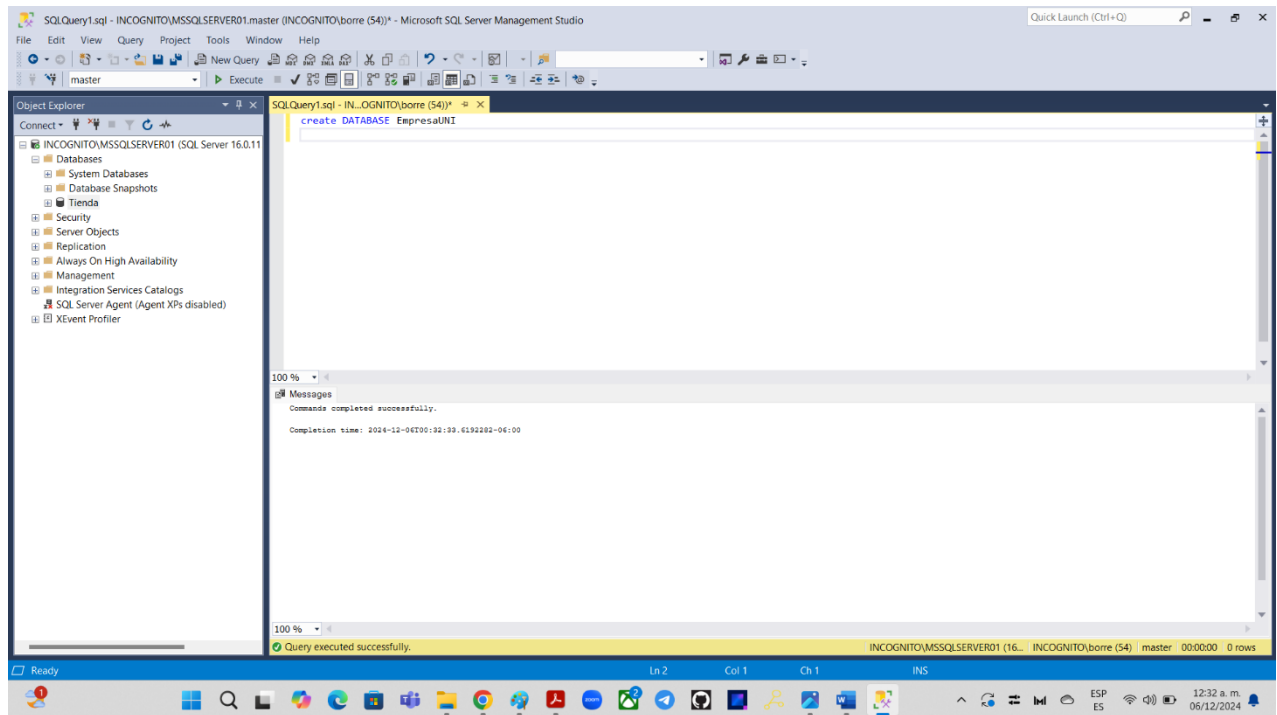 SQLQuery1.sql - INCOGNITO\MSSQLSERVER01.master (INCOGNITO\borre (54))* - Microsoft SQL Server Management Studio
Quick Launch (Ctrl+Q)
File Edit View Query Project Tools Window Help
New Query
master
Execute
Object Explorer
SQLQuery1.sql - IN...OGNITO\borre (54))*
Connect
create DATABASE EmpresaUNI
INCOGNITO\MSSQLSERVER01 (SQL Server 16.0.11
Databases
System Databases
Database Snapshots
Tienda
Security
Server Objects
Replication
Always On High Availability
Management
Integration Services Catalogs
SQL Server Agent (Agent XPs disabled)
XEvent Profiler
100 %
Messages
Commands completed successfully.
Completion time: 2024-12-06T00:32:33.6192282-06:00
100 %
Query executed successfully.
INCOGNITO\MSSQLSERVER01 (16... INCOGNITO\borre (54) master 00:00:00 0 rows
Ready
Ln 2 Col 1 Ch 1 INS
ESP
ES
12:32 a. m.
06/12/2024